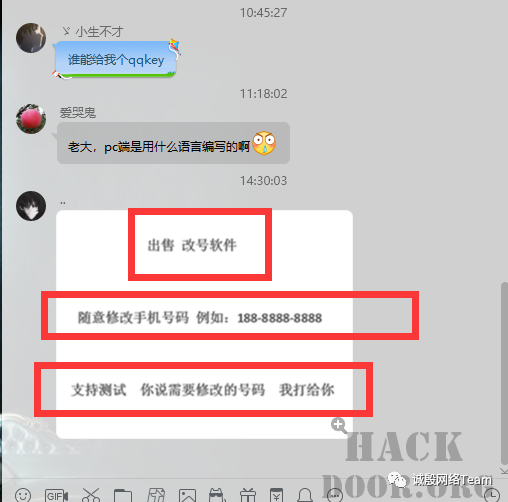 10:45:27
ゞ 小生不才
谁能给我个qqkey
11:18:02
爱哭鬼
老大，pc端是用什么语言编写的啊
14:30:03
..
出售 改号软件
随意修改手机号码 例如：188-8888-8888
支持测试 你说需要修改的号码 我打给你
HACK
DOOR.ORG
诚殷网络Team
GIF